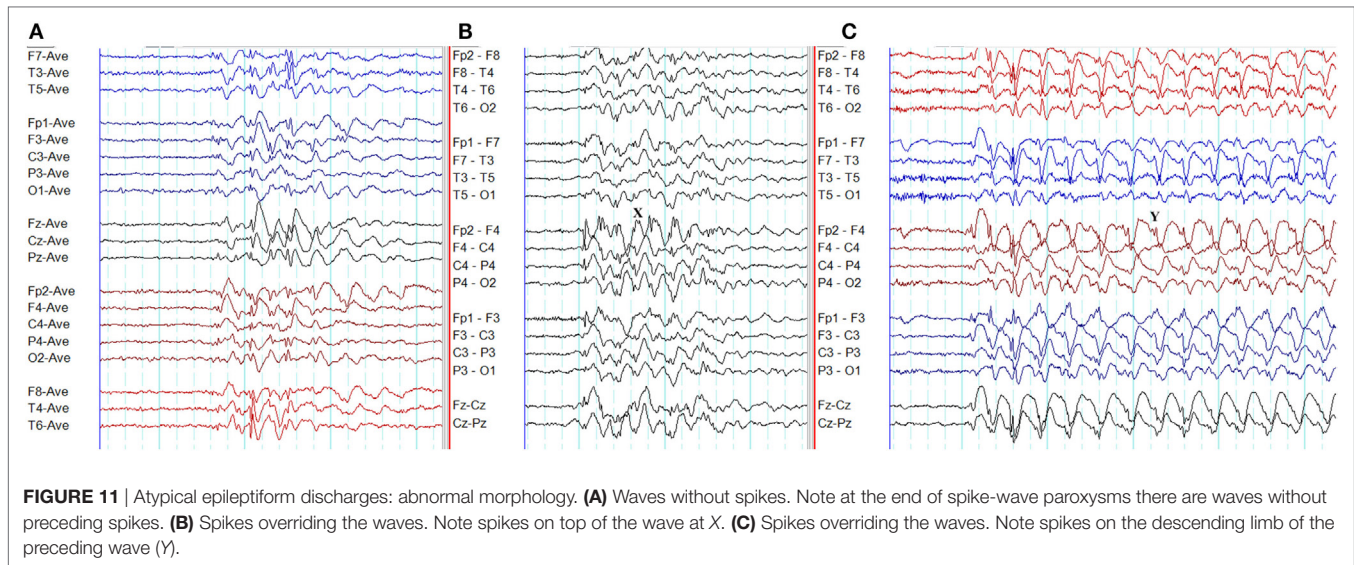 A
F7-Ave
T3-Ave
T5-Ave
Fp1-Ave
F3-Ave
C3-Ave
P3-Ave
O1-Ave
Fz-Ave
Cz-Ave
Pz-Ave
Fp2-Ave
F4-Ave
C4-Ave
P4-Ave
O2-Ave
F8-Ave
T4-Ave
T6-Ave
B
Fp2 - F8
F8 - T4
T4 - T6
T6 - O2
Fp1 - F7
F7 - T3
T3 - T5
T5 - O1
X
Fp2 - F4
F4 - C4
C4 - P4
P4 - O2
Fp1 - F3
F3 - C3
C3 - P3
P3 - O1
Fz-Cz
Cz-Pz
C
Fp2 - F8
F8 - T4
T4 - T6
T6 - O2
Fp1 - F7
F7 - T3
T3 - T5
T5 - O1
Y
Fp2 - F4
F4 - C4
C4 - P4
P4 - O2
Fp1 - F3
F3 - C3
C3 - P3
P3 - O1
Fz-Cz
Cz-Pz
FIGURE 11 | Atypical epileptiform discharges: abnormal morphology. (A) Waves without spikes. Note at the end of spike-wave paroxysms there are waves without
preceding spikes. (B) Spikes overriding the waves. Note spikes on top of the wave at X. (C) Spikes overriding the waves. Note spikes on the descending limb of the
preceding wave (Y).